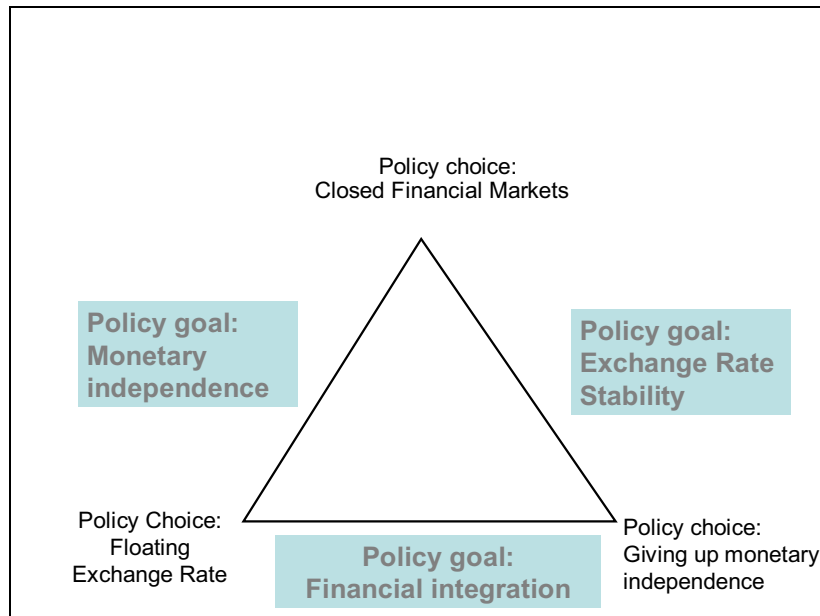 Policy choice:
Closed Financial Markets
Policy goal:
Monetary
independence
Policy goal:
Exchange Rate
Stability
Policy Choice:
Floating
Exchange Rate
Policy goal:
Financial integration
Policy choice:
Giving up monetary
independence